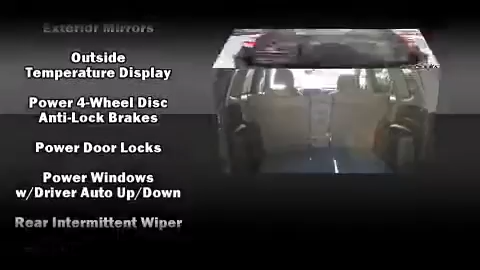 Exterior Mirrors
Outside
Temperature Display
Power 4-Wheel Disc
Anti-Lock Brakes
Power Door Locks
Power Windows
w/Driver Auto Up/Down
Rear Intermittent Wiper